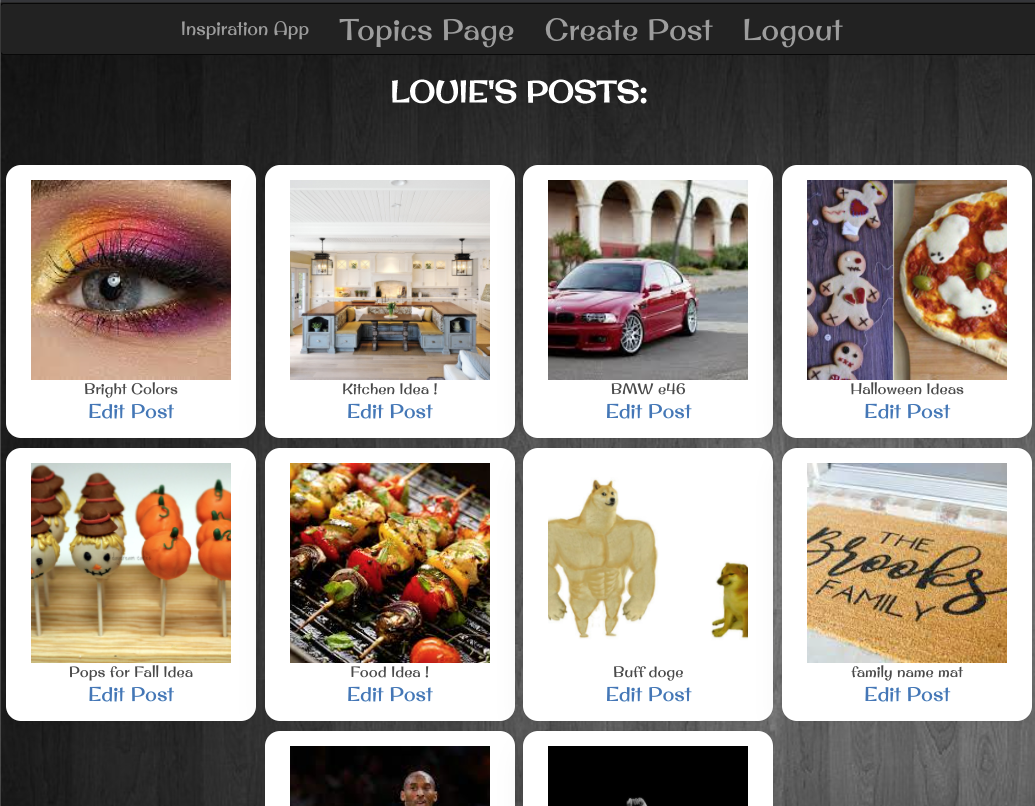 Inspiration App Topics Page Create Post Logout
LOUIE'S POSTS:
Bright Colors
Edit Post
Kitchen Idea !
Edit Post
BMW e46
Edit Post
Halloween Ideas
Edit Post
Pops for Fall Idea
Edit Post
Food Idea !
Edit Post
Buff doge
Edit Post
THE
Brooks
FAMILY
family name mat
Edit Post